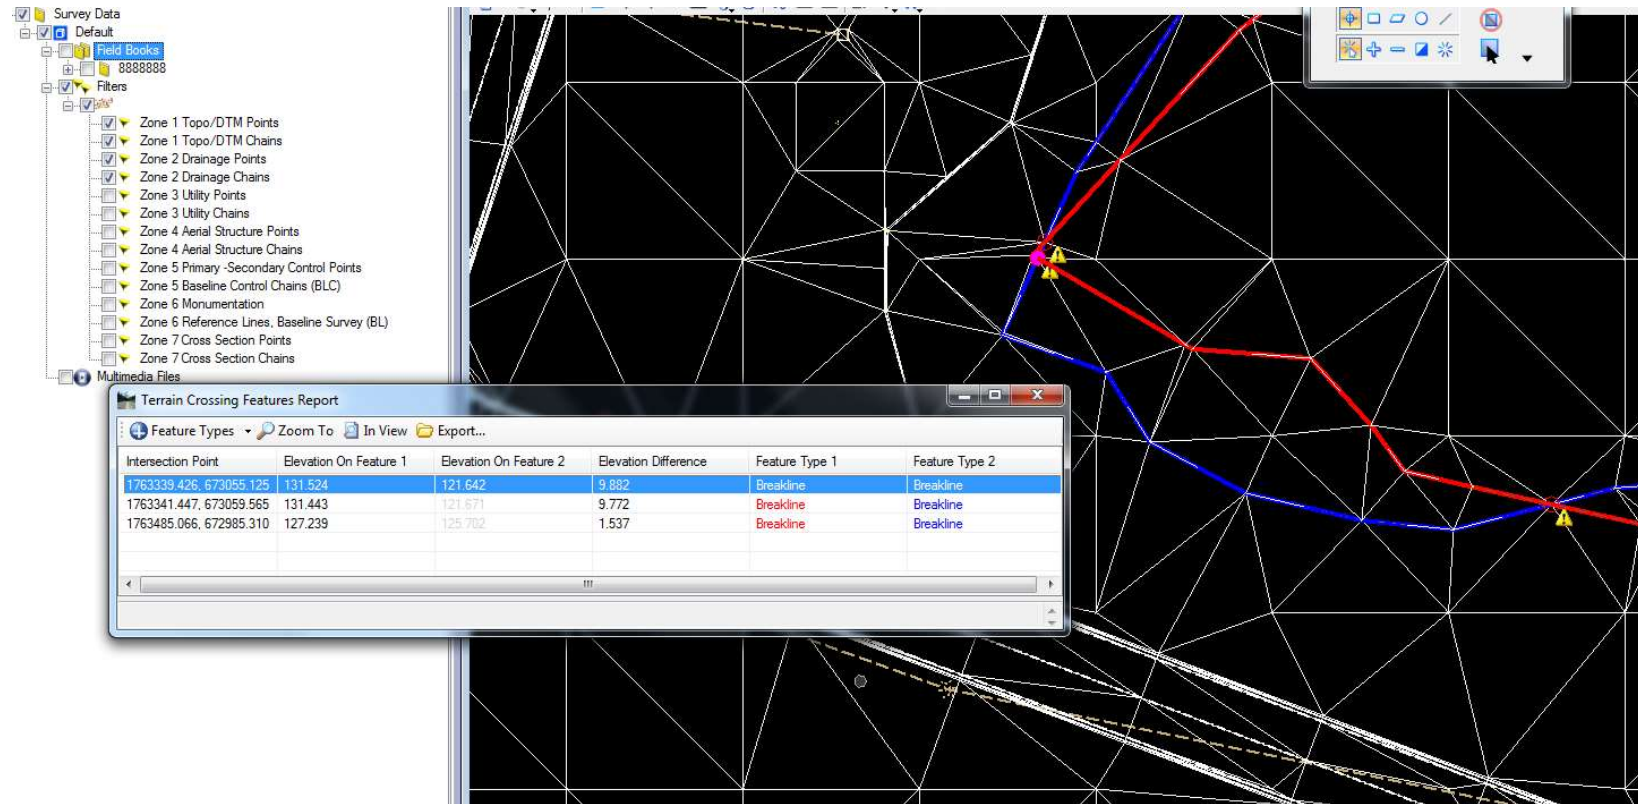 Survey Data
Default
Field Books
8888888
Filters
Zone 1 Topo/DTM Points
Zone 1 Topo/DTM Chains
Zone 2 Drainage Points
Zone 2 Drainage Chains
Zone 3 Utility Points
Zone 3 Utility Chains
Zone 4 Aerial Structure Points
Zone 4 Aerial Structure Chains
Zone 5 Primary -Secondary Control Points
Zone 5 Baseline Control Chains (BLC)
Zone 6 Monumentation
Zone 6 Reference Lines, Baseline Survey (BL)
Zone 7 Cross Section Points
Zone 7 Cross Section Chains
Multimedia Files
Terrain Crossing Features Report
Feature Types Zoom To In View Export...
Intersection Point Elevation On Feature 1 Elevation On Feature 2 Elevation Difference Feature Type 1 Feature Type 2
1763339.426, 673055.125 131.524 121.642 9.882 Breakline Breakline
1763341.447, 673059.565 131.443 121.671 9.772 Breakline Breakline
1763485.066, 672985.310 127.239 125.702 1.537 Breakline Breakline